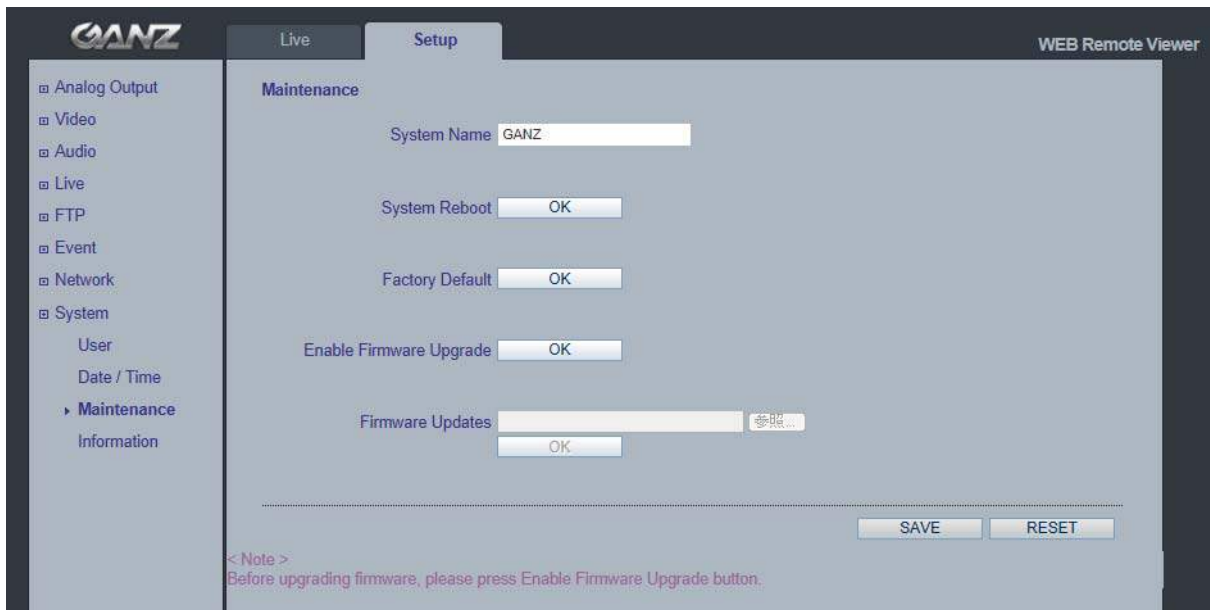 GANZ
Live
Setup
WEB Remote Viewer
Analog Output
Video
Audio
Live
FTP
Event
Network
System
User
Date / Time
Maintenance
Information
Maintenance
System Name GANZ
System Reboot OK
Factory Default OK
Enable Firmware Upgrade OK
Firmware Updates 参照...
OK
SAVE RESET
< Note >
Before upgrading firmware, please press Enable Firmware Upgrade button.